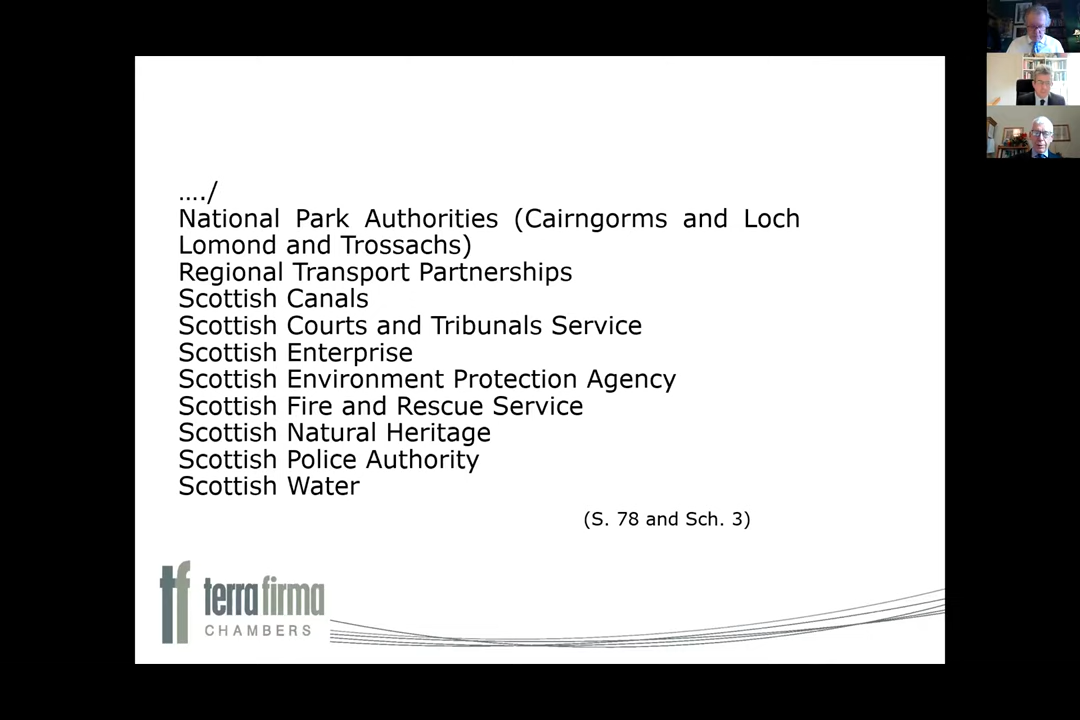 …./
National Park Authorities (Cairngorms and Loch
Lomond and Trossachs)
Regional Transport Partnerships
Scottish Canals
Scottish Courts and Tribunals Service
Scottish Enterprise
Scottish Environment Protection Agency
Scottish Fire and Rescue Service
Scottish Natural Heritage
Scottish Police Authority
Scottish Water
(S. 78 and Sch. 3)
tf
terra firma
CHAMBERS